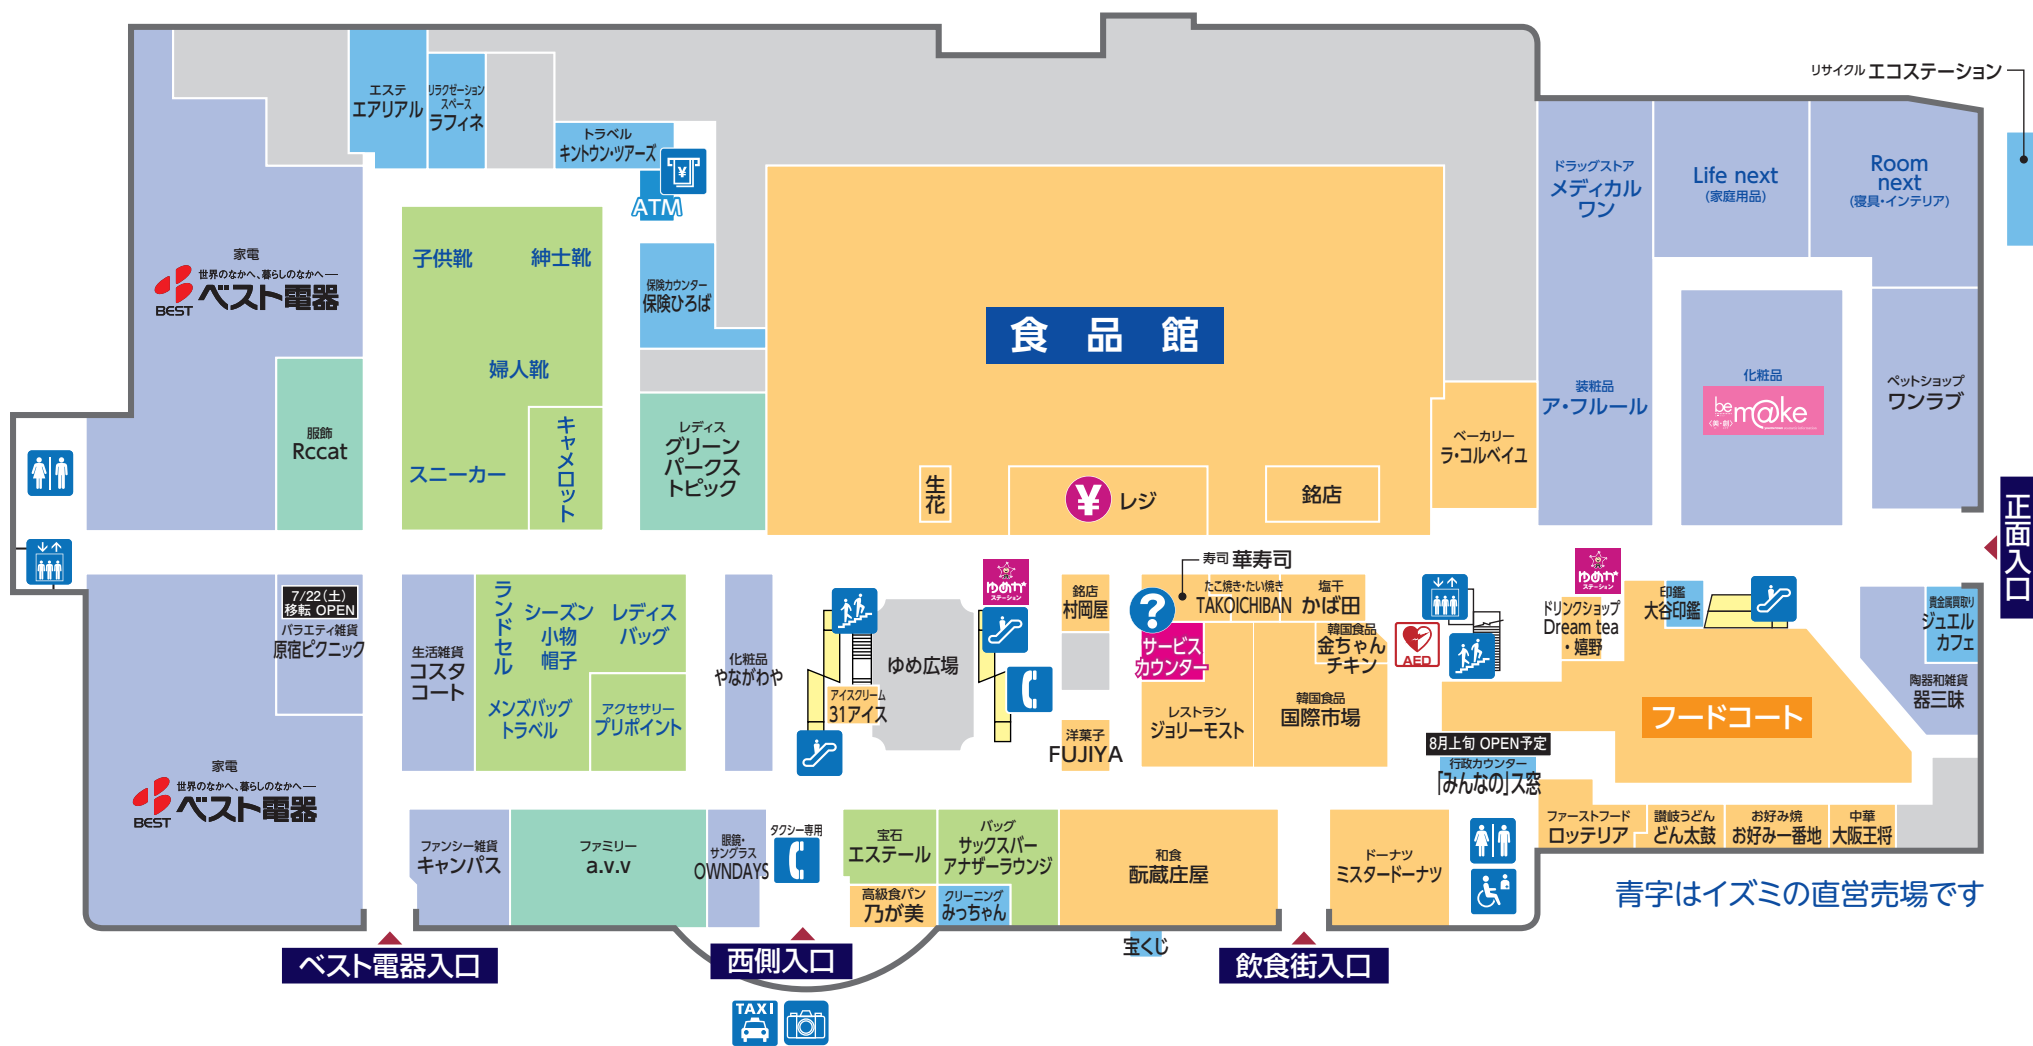 リサイクル エコステーション
エステ
エアリアル
リラクゼーション
スペース
ラフィネ
トラベル
キントウン・ツアーズ
¥
ATM
ドラッグストア
メディカル
ワン
Life next
(家庭用品)
Room
next
(寝具・インテリア)
家電
世界のなかへ、暮らしのなかへ―
ベスト電器
BEST
子供靴
紳士靴
保険カウンター
保険ひろば
食品館
婦人靴
装粧品
ア・フルール
化粧品
be m@ke
〈美・創〉
ペットショップ
ワンラブ
服飾
Rccat
スニーカー
キャメロット
レディス
グリーン
パークス
トピック
生花
¥ レジ
銘店
ベーカリー
ラ・コルベイユ
正面入口
7/22(土)
移転 OPEN
バラエティ雑貨
原宿ピクニック
生活雑貨
コスタ
コート
ランドセル
シーズン
小物
帽子
レディス
バッグ
メンズバッグ
トラベル
アクセサリー
プリポイント
化粧品
やながわや
アイスクリーム
31アイス
ゆめ広場
ゆめか
ステーション
銘店
村岡屋
洋菓子
FUJIYA
寿司 華寿司
たこ焼き・たい焼き
TAKOICHIBAN
塩干
かば田
?
サービス
カウンター
韓国食品
金ちゃん
チキン
レストラン
ジョリーモスト
韓国食品
国際市場
AED
ゆめか
ステーション
ドリンクショップ
Dream tea
・嬉野
印鑑
大谷印鑑
貴金属買取り
ジュエル
カフェ
陶器和雑貨
器三昧
フードコート
8月上旬 OPEN予定
行政カウンター
「みんなの」ス窓
家電
世界のなかへ、暮らしのなかへ―
ベスト電器
BEST
ファンシー雑貨
キャンパス
ファミリー
a.v.v
眼鏡・
サングラス
OWNDAYS
タクシー専用
宝石
エステール
バッグ
サックスバー
アナザーラウンジ
高級食パン
乃が美
クリーニング
みっちゃん
和食
酛蔵庄屋
ドーナツ
ミスタードーナツ
ファーストフード
ロッテリア
讃岐うどん
どん太鼓
お好み焼
お好み一番地
中華
大阪王将
青字はイズミの直営売場です
宝くじ
ベスト電器入口
西側入口
飲食街入口
TAXI